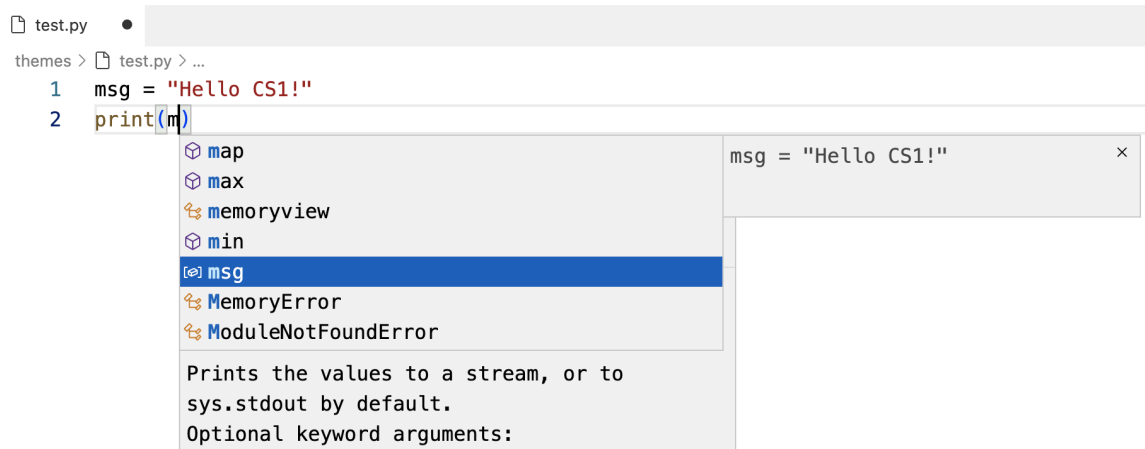 test.py
themes > test.py > ...
1 msg = "Hello CS1!"
2 print(m)
map
max
memoryview
min
msg
MemoryError
ModuleNotFoundError
msg = "Hello CS1!"
Prints the values to a stream, or to
sys.stdout by default.
Optional keyword arguments: